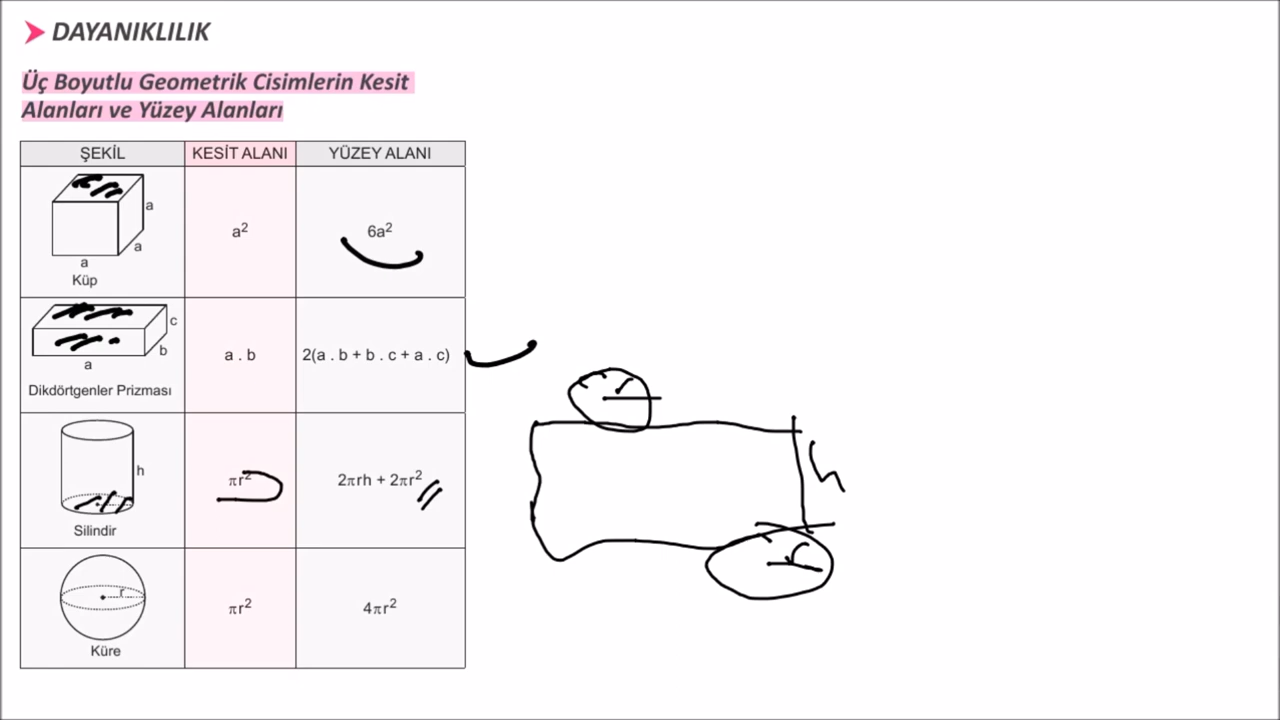 DAYANIKLILIK
Üç Boyutlu Geometrik Cisimlerin Kesit
Alanları ve Yüzey Alanları
ŞEKİL KESİT ALANI YÜZEY ALANI
a
a
a
Küp
a² 6a²
c
b
a
Dikdörtgenler Prizması
a . b 2(a . b + b . c + a . c)
h
Silindir
πr² 2πrh + 2πr²
r
Küre
πr² 4πr²
r
h
r